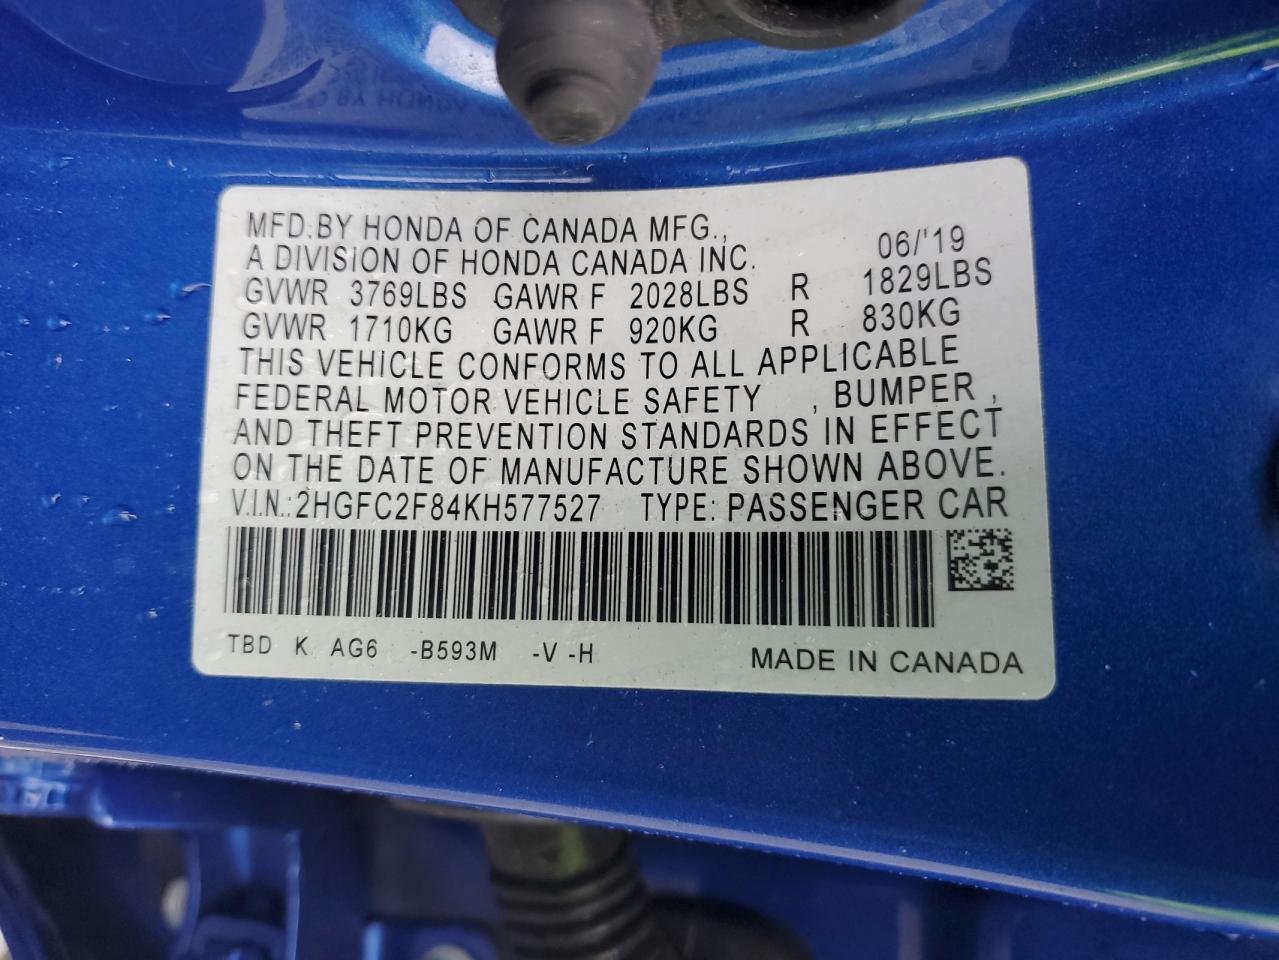 MFD.BY HONDA OF CANADA MFG.,
A DIVISION OF HONDA CANADA INC. 06/'19
GVWR 3769LBS GAWR F 2028LBS R 1829LBS
GVWR 1710KG GAWR F 920KG R 830KG
THIS VEHICLE CONFORMS TO ALL APPLICABLE
FEDERAL MOTOR VEHICLE SAFETY , BUMPER ,
AND THEFT PREVENTION STANDARDS IN EFFECT
ON THE DATE OF MANUFACTURE SHOWN ABOVE.
V.I.N.: 2HGFC2F84KH577527 TYPE: PASSENGER CAR
TBD K AG6 -B593M -V -H MADE IN CANADA